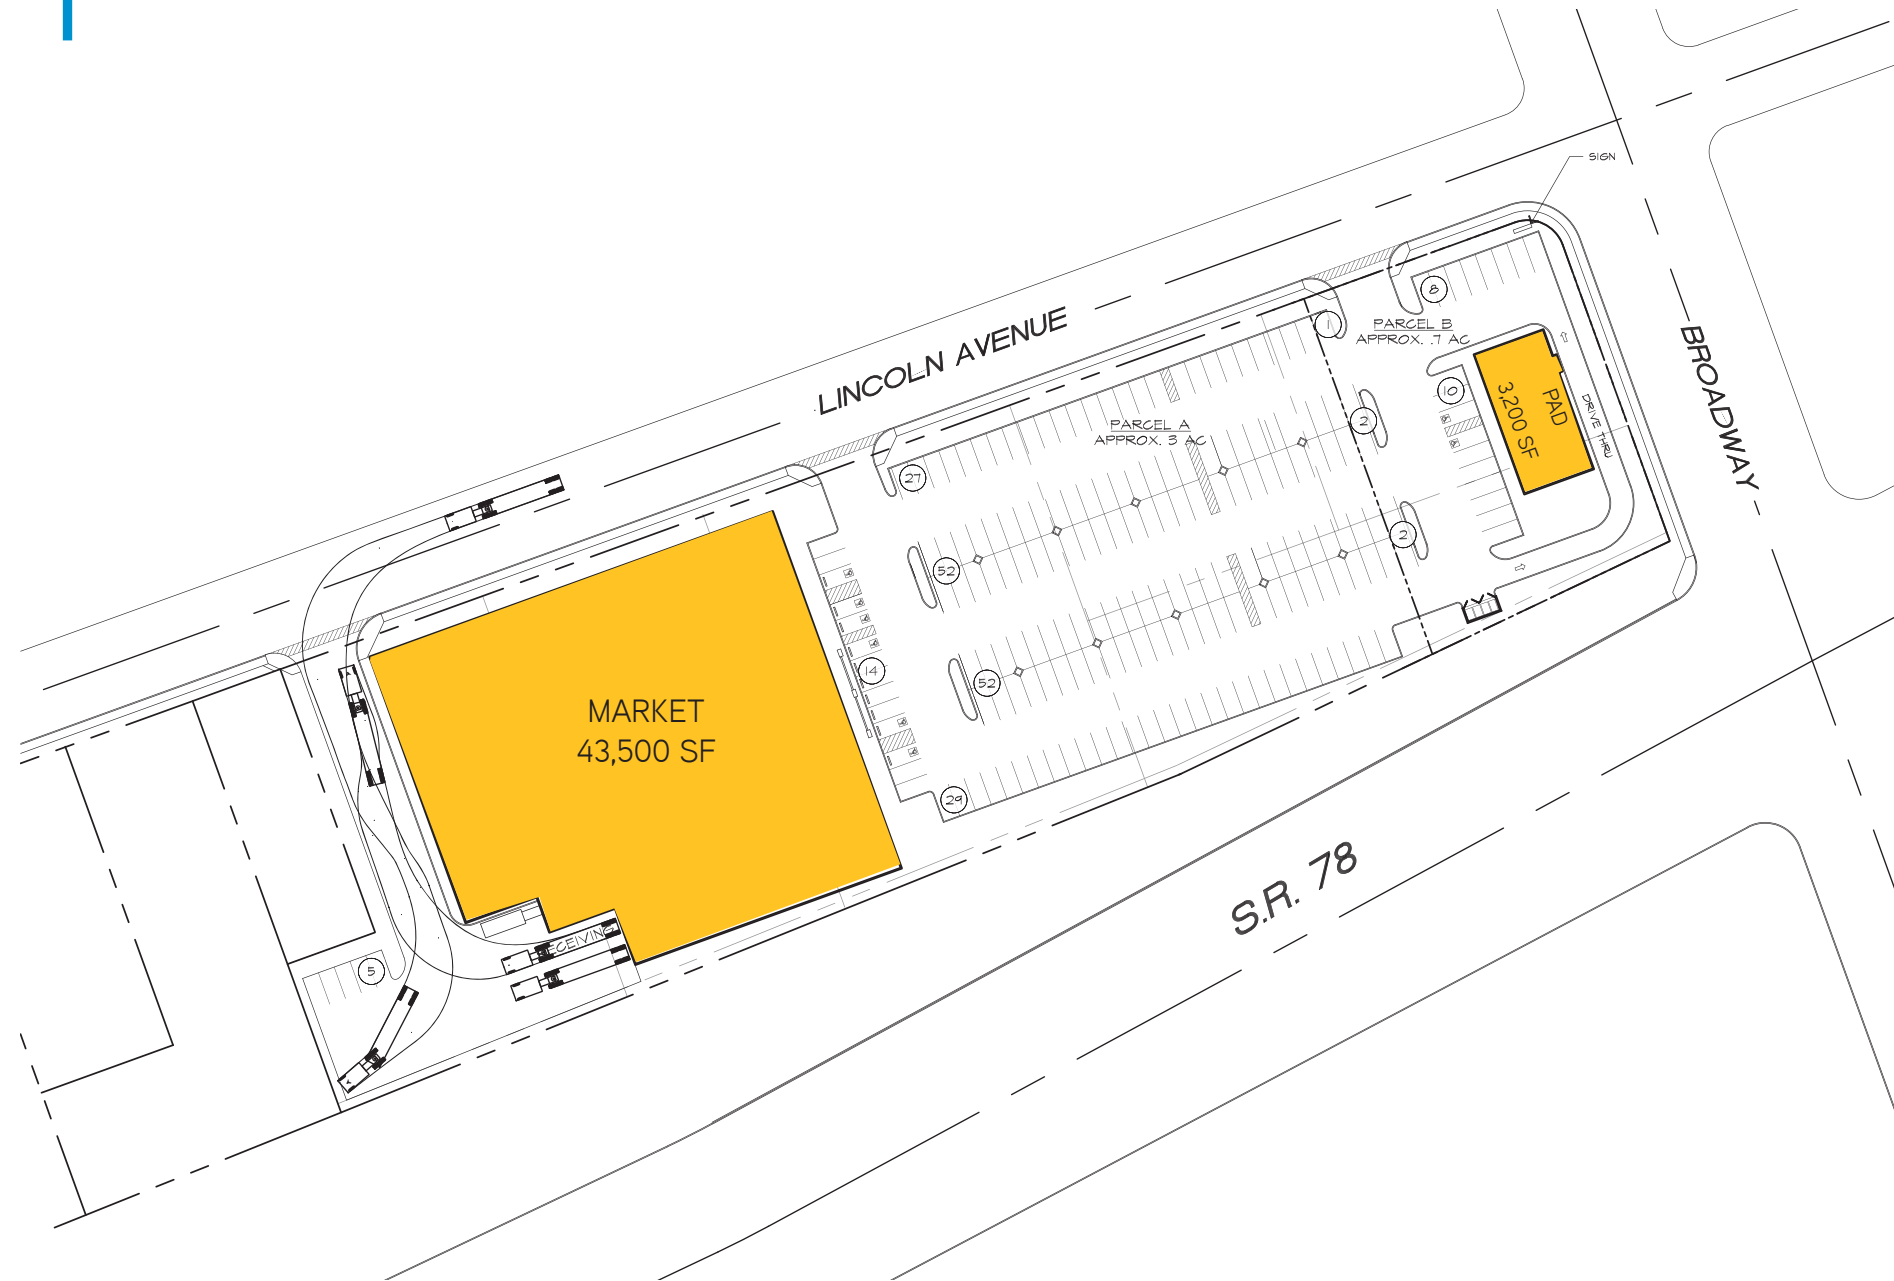 SIGN
8
1
PARCEL B
APPROX. .7 AC
LINCOLN AVENUE
BROADWAY
10
PAD
3,200 SF
DRIVE THRU
2
PARCEL A
APPROX. 3 AC
27
2
52
14
52
MARKET
43,500 SF
29
S.R. 78
RECEIVING
5